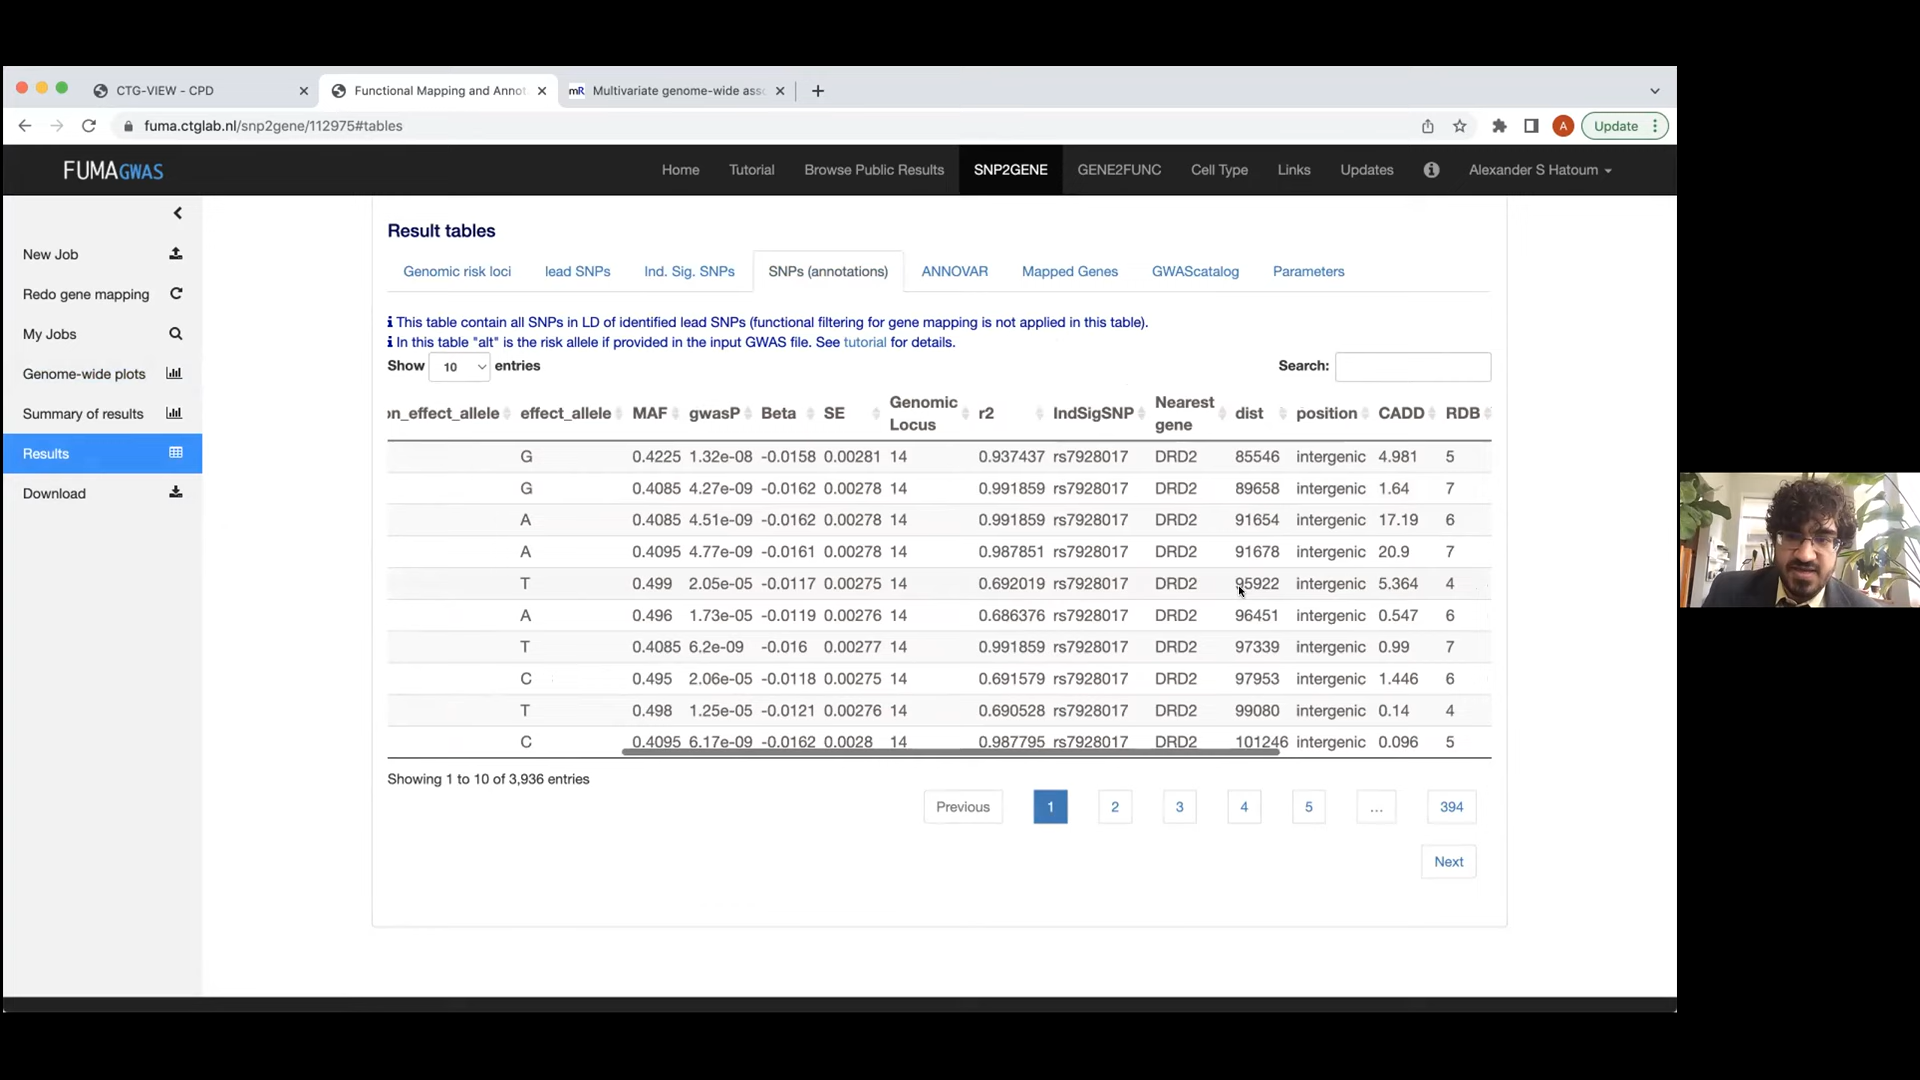 CTG-VIEW - CPD
Functional Mapping and Annot
mR Multivariate genome-wide asso
fuma.ctglab.nl/snp2gene/112975#tables
A
Update
FUMAGWAS
Home Tutorial Browse Public Results SNP2GENE GENE2FUNC Cell Type Links Updates Alexander S Hatoum
New Job
Redo gene mapping
My Jobs
Genome-wide plots
Summary of results
Results
Download
Result tables
Genomic risk loci lead SNPs Ind. Sig. SNPs SNPs (annotations) ANNOVAR Mapped Genes GWAScatalog Parameters
i This table contain all SNPs in LD of identified lead SNPs (functional filtering for gene mapping is not applied in this table).
i In this table "alt" is the risk allele if provided in the input GWAS file. See tutorial for details.
Show 10 entries Search:
n_effect_allele effect_allele MAF gwasP Beta SE Genomic Locus r2 IndSigSNP Nearest gene dist position CADD RDB
G 0.4225 1.32e-08 -0.0158 0.00281 14 0.937437 rs7928017 DRD2 85546 intergenic 4.981 5
G 0.4085 4.27e-09 -0.0162 0.00278 14 0.991859 rs7928017 DRD2 89658 intergenic 1.64 7
A 0.4085 4.51e-09 -0.0162 0.00278 14 0.991859 rs7928017 DRD2 91654 intergenic 17.19 6
A 0.4095 4.77e-09 -0.0161 0.00278 14 0.987851 rs7928017 DRD2 91678 intergenic 20.9 7
T 0.499 2.05e-05 -0.0117 0.00275 14 0.692019 rs7928017 DRD2 95922 intergenic 5.364 4
A 0.496 1.73e-05 -0.0119 0.00276 14 0.686376 rs7928017 DRD2 96451 intergenic 0.547 6
T 0.4085 6.2e-09 -0.016 0.00277 14 0.991859 rs7928017 DRD2 97339 intergenic 0.99 7
C 0.495 2.06e-05 -0.0118 0.00275 14 0.691579 rs7928017 DRD2 97953 intergenic 1.446 6
T 0.498 1.25e-05 -0.0121 0.00276 14 0.690528 rs7928017 DRD2 99080 intergenic 0.14 4
C 0.4095 6.17e-09 -0.0162 0.0028 14 0.987795 rs7928017 DRD2 101246 intergenic 0.096 5
Showing 1 to 10 of 3,936 entries
Previous 1 2 3 4 5 … 394
Next